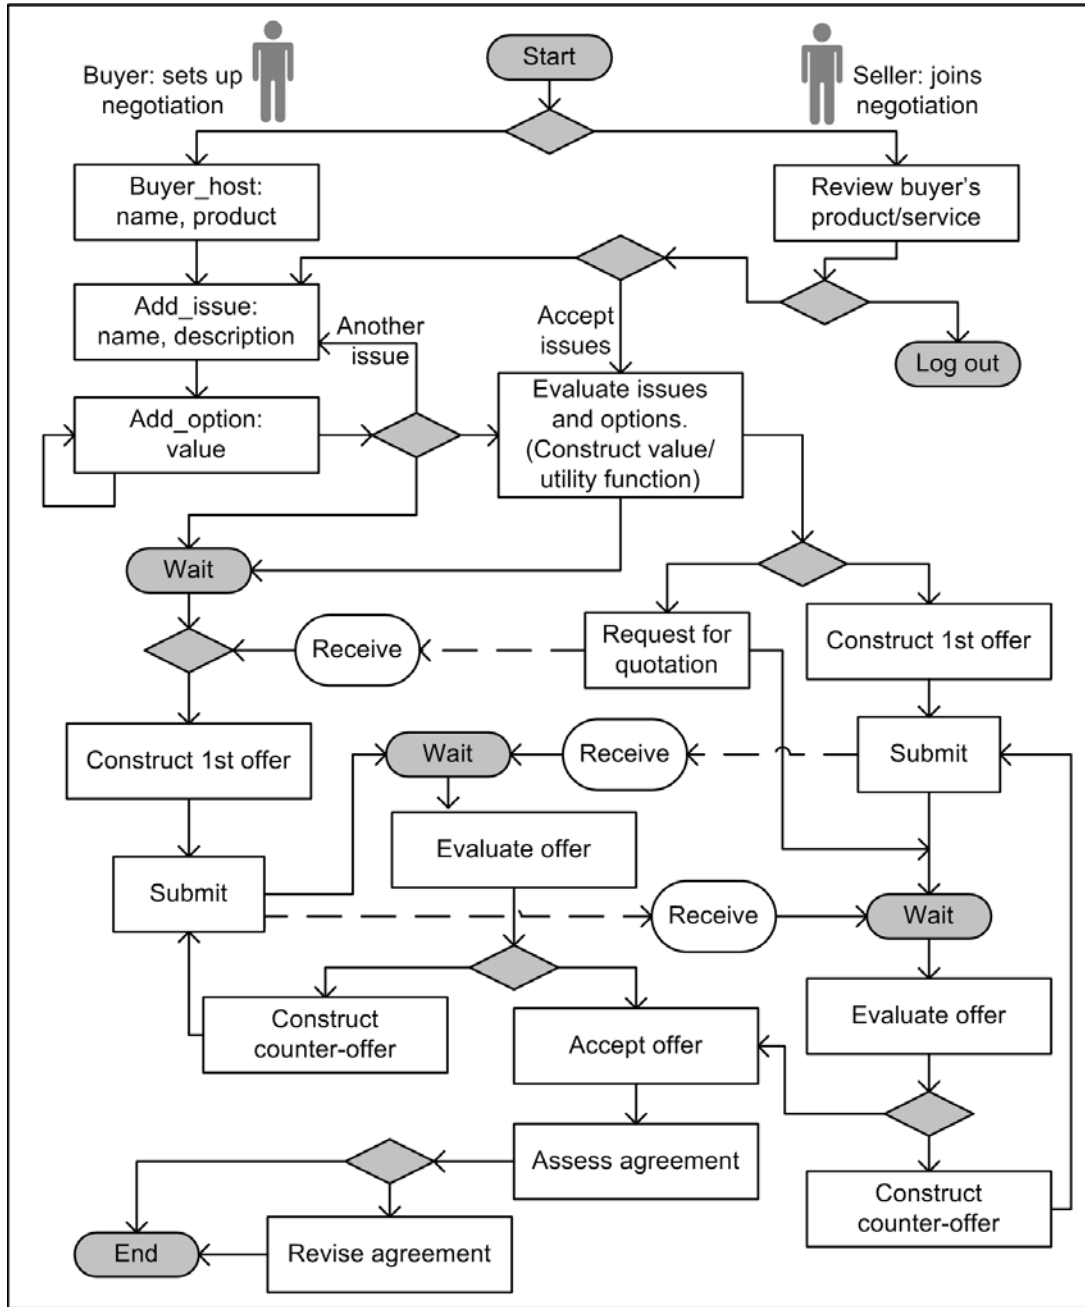 Start
Buyer: sets up
negotiation
Seller: joins
negotiation
Buyer_host:
name, product
Review buyer's
product/service
Add_issue:
name, description
Another
issue
Accept
issues
Log out
Add_option:
value
Evaluate issues
and options.
(Construct value/
utility function)
Wait
Receive
Request for
quotation
Construct 1st offer
Construct 1st offer
Wait
Receive
Submit
Evaluate offer
Submit
Receive
Wait
Construct
counter-offer
Accept offer
Evaluate offer
Assess agreement
Construct
counter-offer
End
Revise agreement